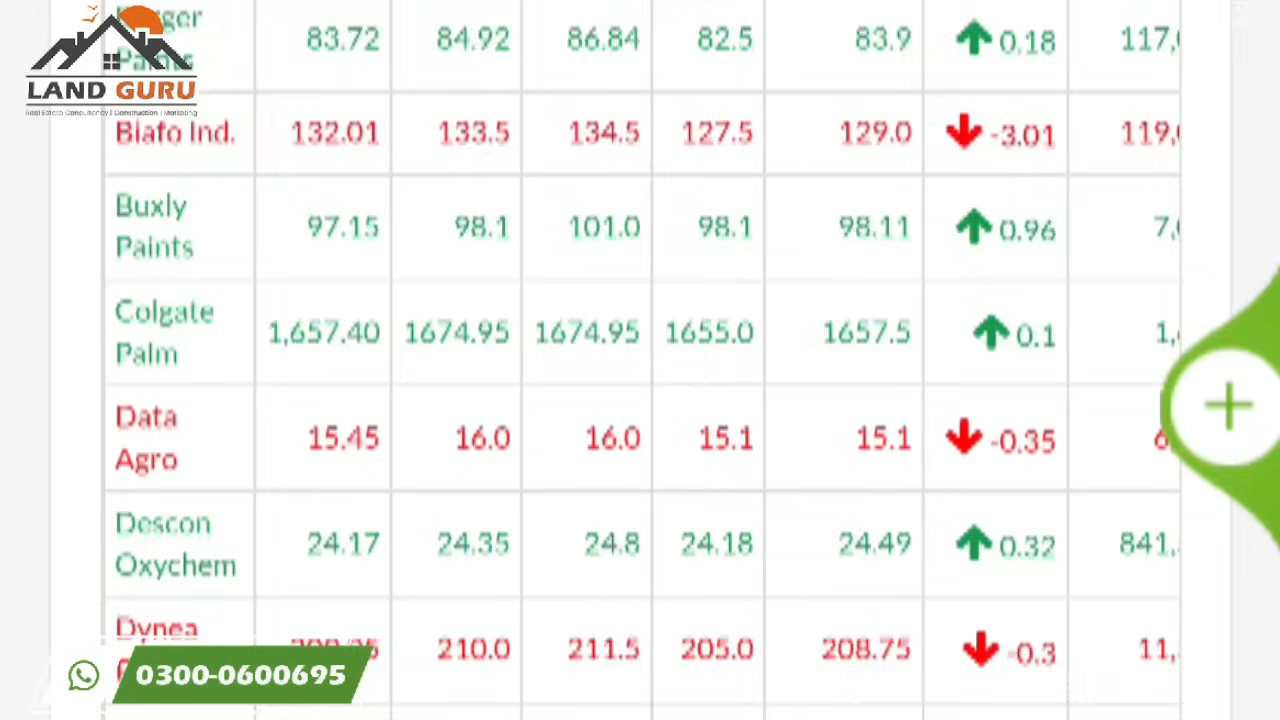 LAND GURU
Real Estate Consultancy | Construction | Marketing
Paints 83.72 84.92 86.84 82.5 83.9 0.18 117,
Biafo Ind. 132.01 133.5 134.5 127.5 129.0 -3.01 119,
Buxly
Paints 97.15 98.1 101.0 98.1 98.11 0.96 7,
Colgate
Palm 1,657.40 1674.95 1674.95 1655.0 1657.5 0.1 1,
Data
Agro 15.45 16.0 16.0 15.1 15.1 -0.35 6
Descon
Oxychem 24.17 24.35 24.8 24.18 24.49 0.32 841,
Dynea
210.0 211.5 205.0 208.75 -0.3 11,
0300-0600695